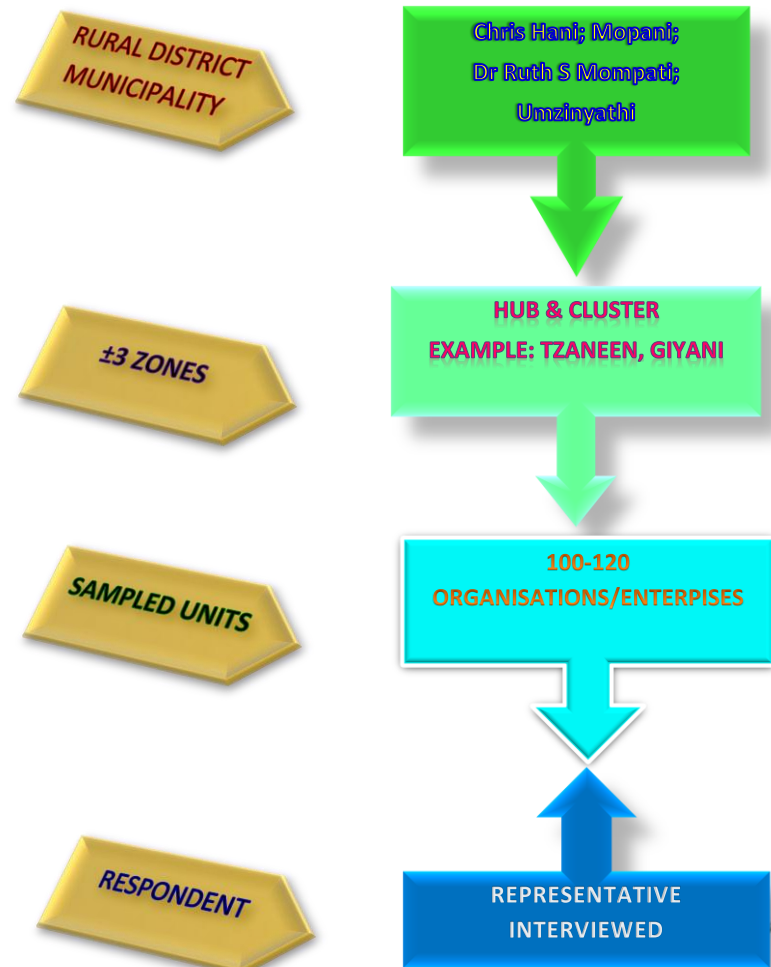 RURAL DISTRICT
MUNICIPALITY
Chris Hani; Mopani;
Dr Ruth S Mompati;
Umzinyathi
±3 ZONES
HUB & CLUSTER
EXAMPLE: TZANEEN, GIYANI
SAMPLED UNITS
100-120
ORGANISATIONS/ENTERPISES
RESPONDENT
REPRESENTATIVE
INTERVIEWED